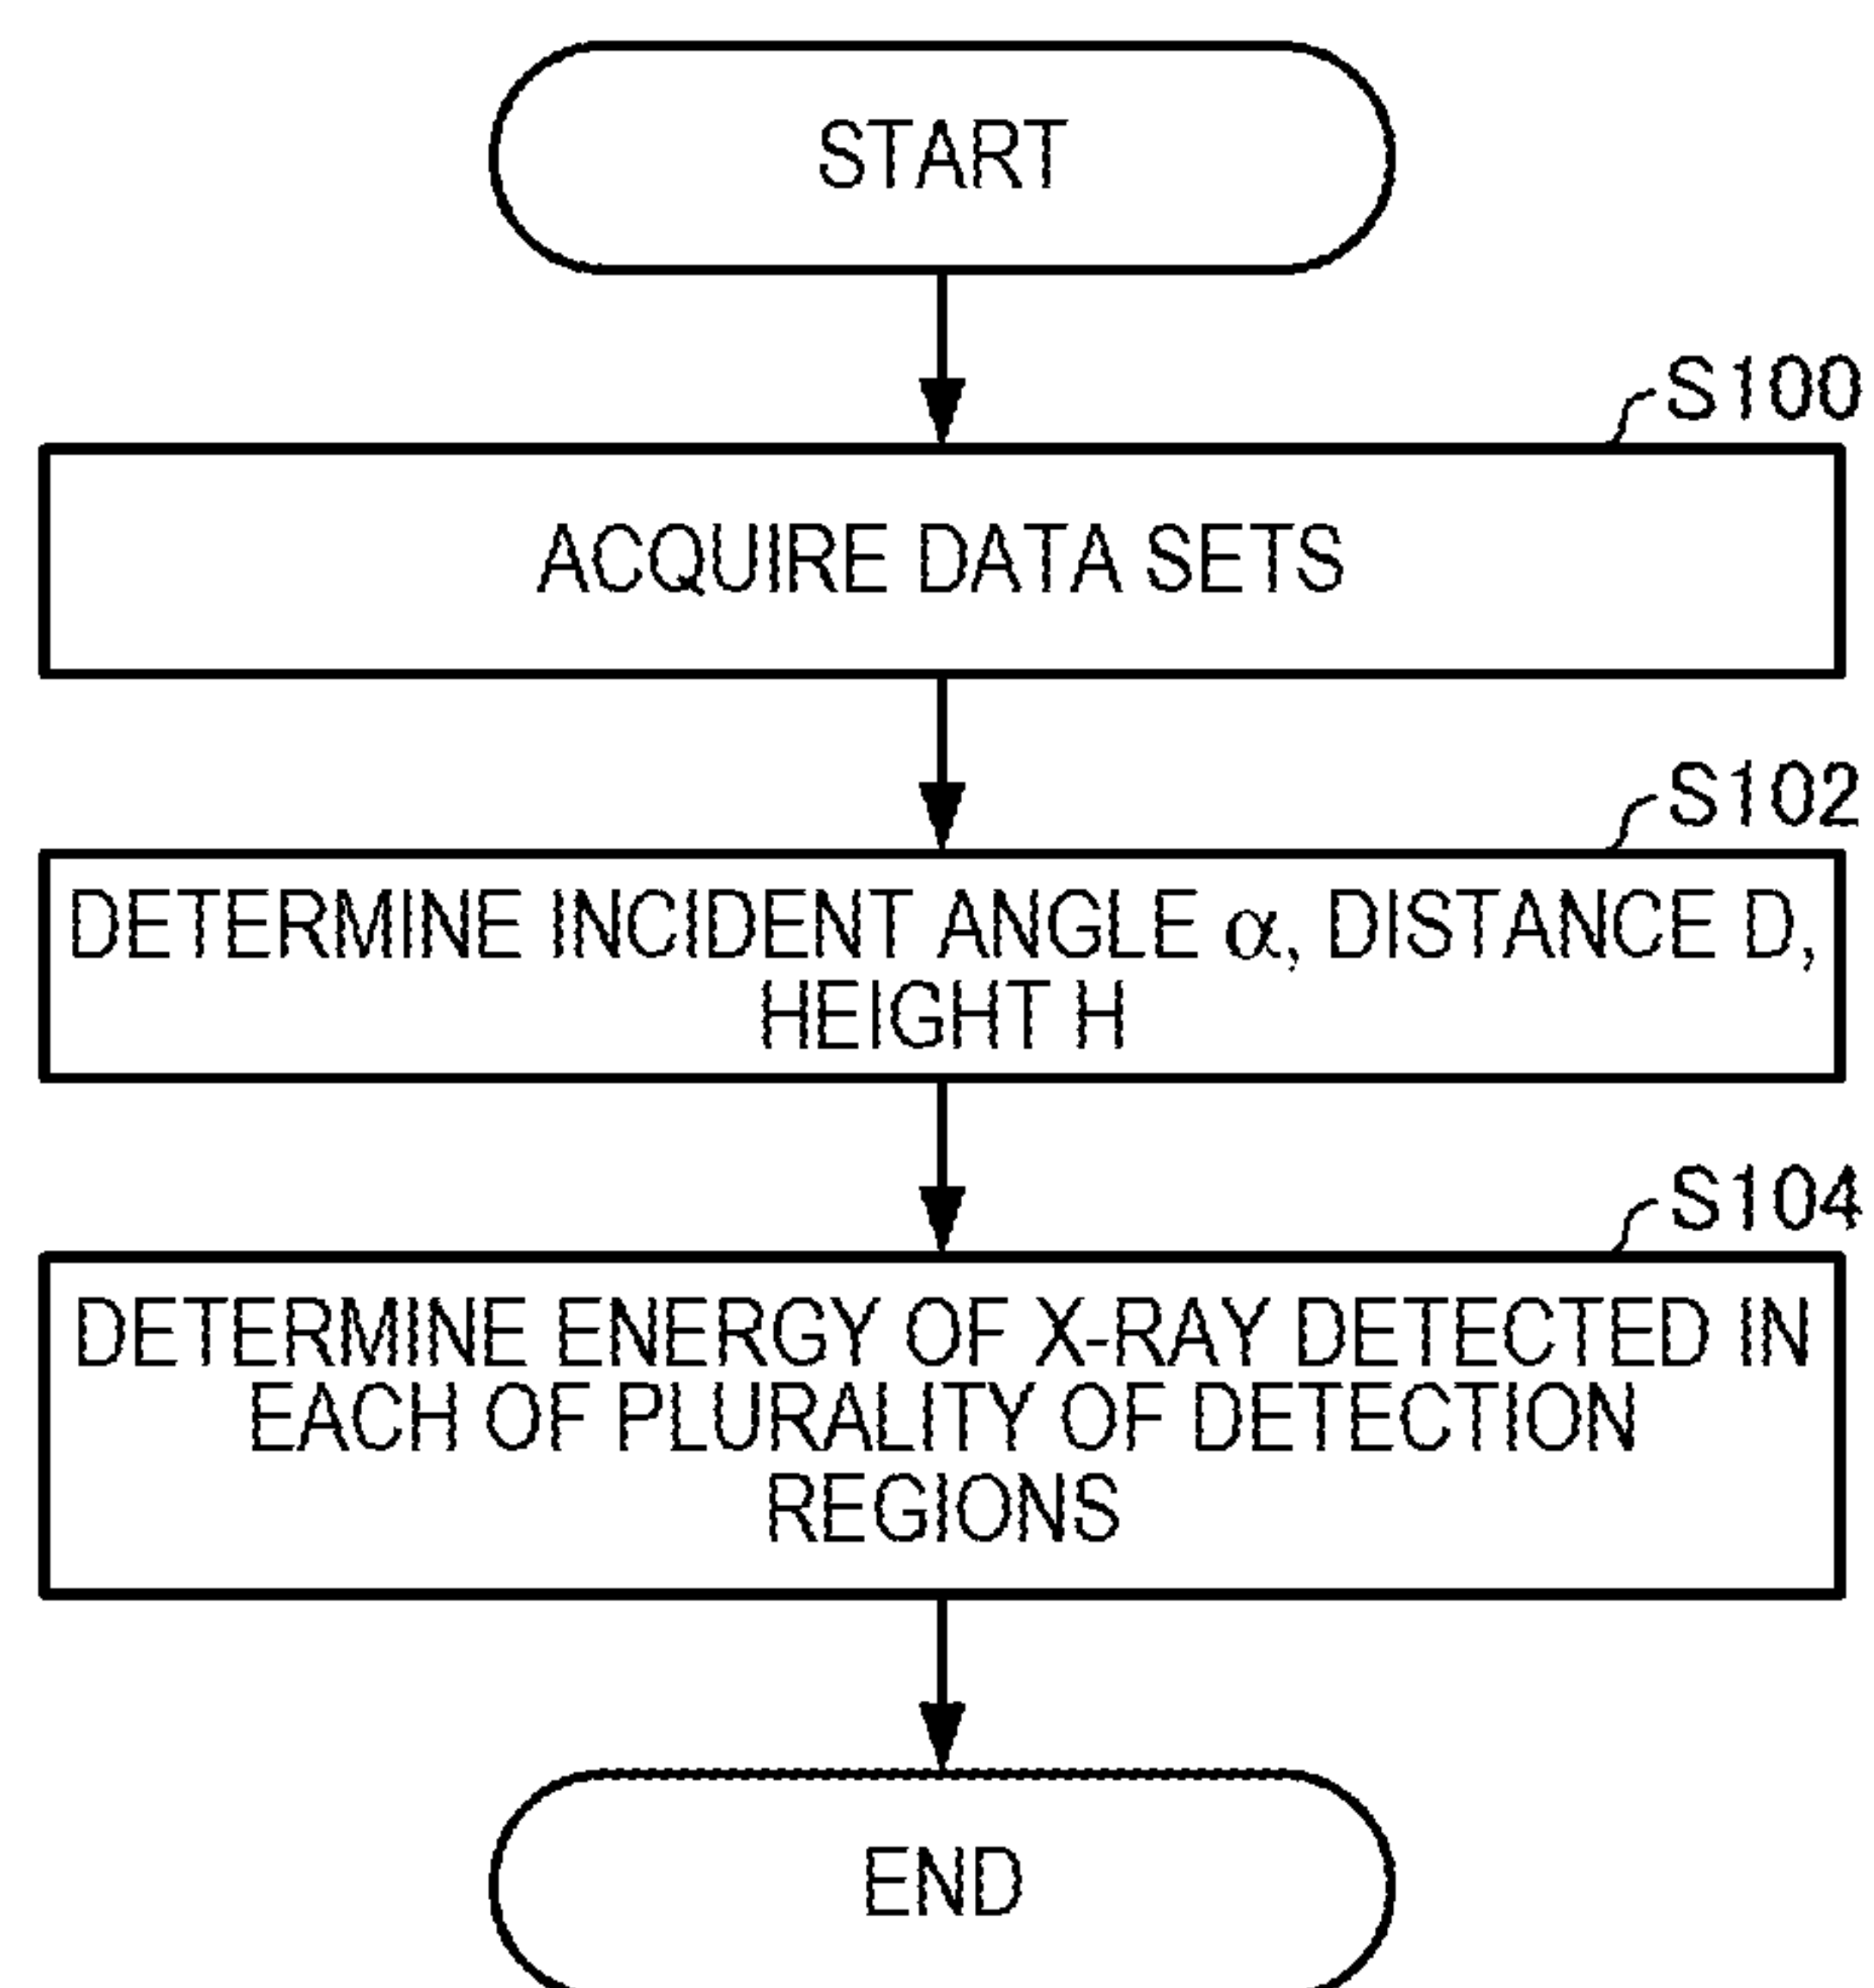 START
S100
ACQUIRE DATA SETS
S102
DETERMINE INCIDENT ANGLE α, DISTANCE D,
HEIGHT H
S104
DETERMINE ENERGY OF X-RAY DETECTED IN
EACH OF PLURALITY OF DETECTION
REGIONS
END